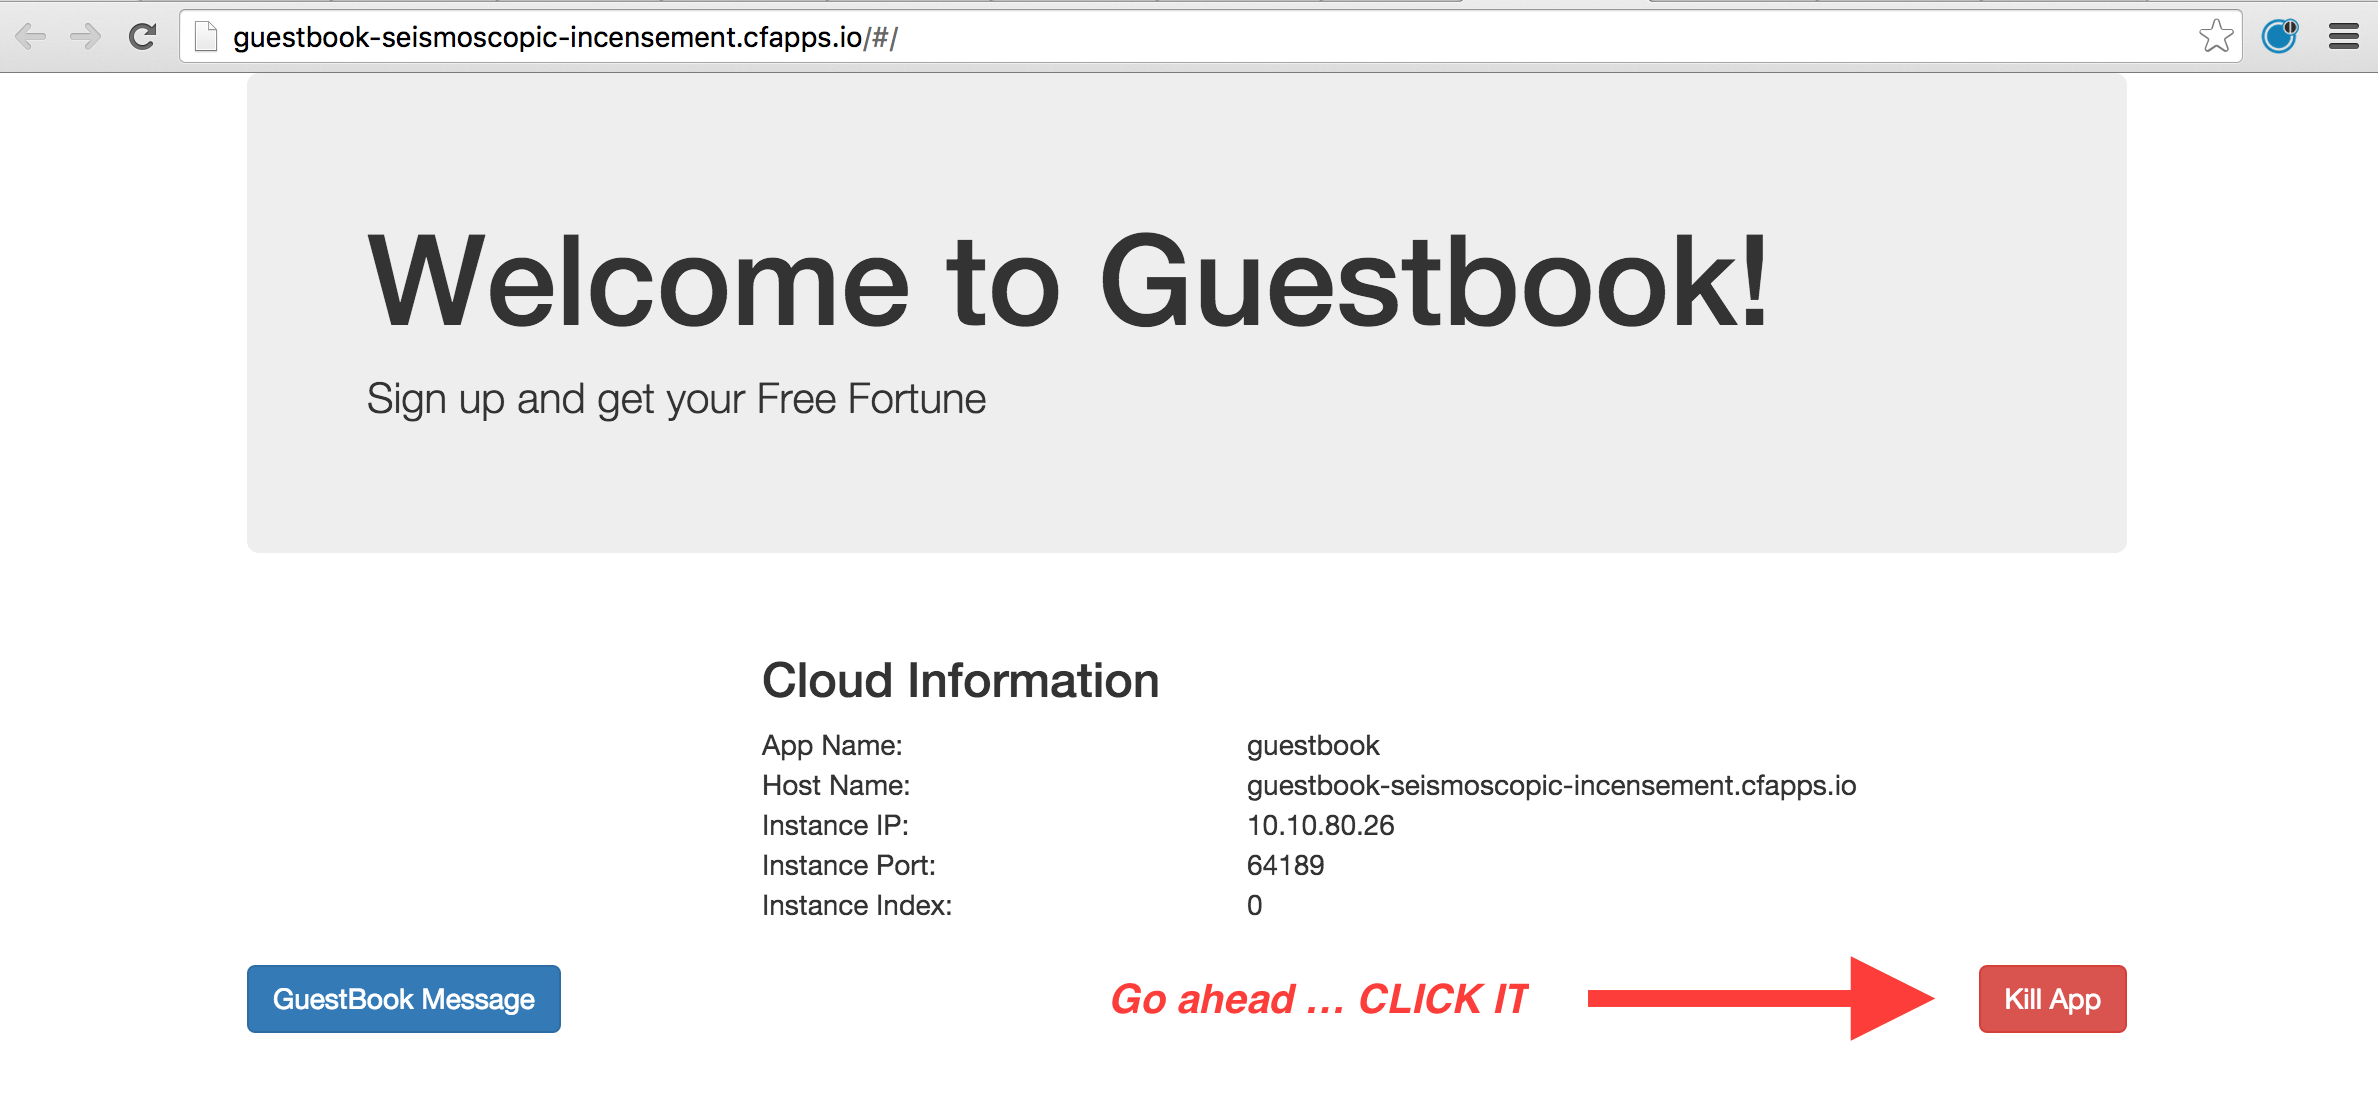 guestbook-seismoscopic-incensement.cfapps.io/#/
Welcome to Guestbook!
Sign up and get your Free Fortune
Cloud Information
App Name: guestbook
Host Name: guestbook-seismoscopic-incensement.cfapps.io
Instance IP: 10.10.80.26
Instance Port: 64189
Instance Index: 0
GuestBook Message Go ahead ... CLICK IT Kill App